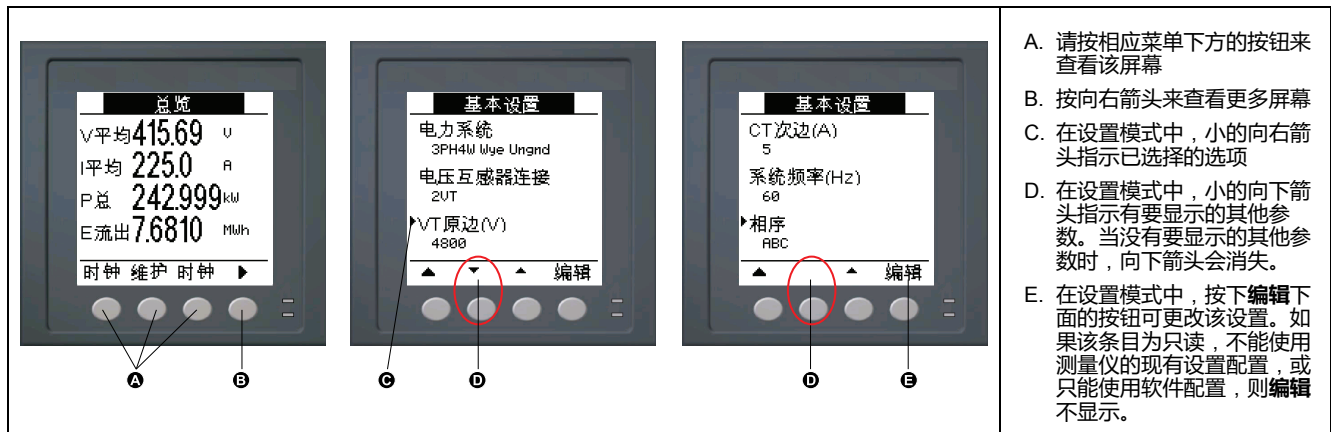 总览
V平均415.69 V
I平均 225.0 A
P总 242.999kW
E流出7.6810 MWh
时钟 维护 时钟
A
B
基本设置
电力系统
3PH4W Wye Ungnd
电压互感器连接
2VT
VT原边(V)
4800
编辑
C
D
基本设置
CT次边(A)
5
系统频率(Hz)
60
相序
ABC
编辑
D
E
A. 请按相应菜单下方的按钮来
查看该屏幕
B. 按向右箭头来查看更多屏幕
C. 在设置模式中，小的向右箭
头指示已选择的选项
D. 在设置模式中，小的向下箭
头指示有要显示的其他参
数。当没有要显示的其他参
数时，向下箭头会消失。
E. 在设置模式中，按下编辑下
面的按钮可更改该设置。如
果该条目为只读，不能使用
测量仪的现有设置配置，或
只能使用软件配置，则编辑
不显示。